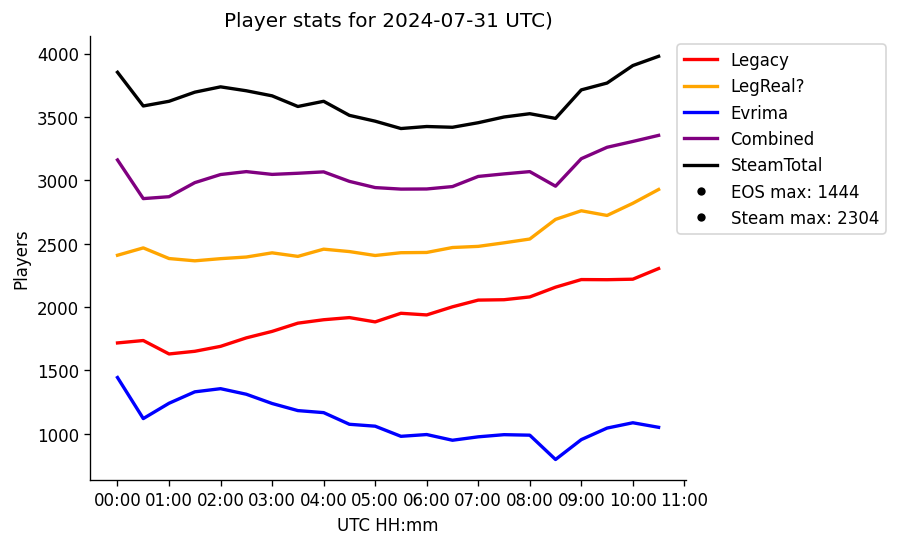 Player stats for 2024-07-31 UTC)
Legacy
LegReal?
Evrima
Combined
SteamTotal
EOS max: 1444
Steam max: 2304
Players
4000
3500
3000
2500
2000
1500
1000
00:00 01:00 02:00 03:00 04:00 05:00 06:00 07:00 08:00 09:00 10:00 11:00
UTC HH:mm